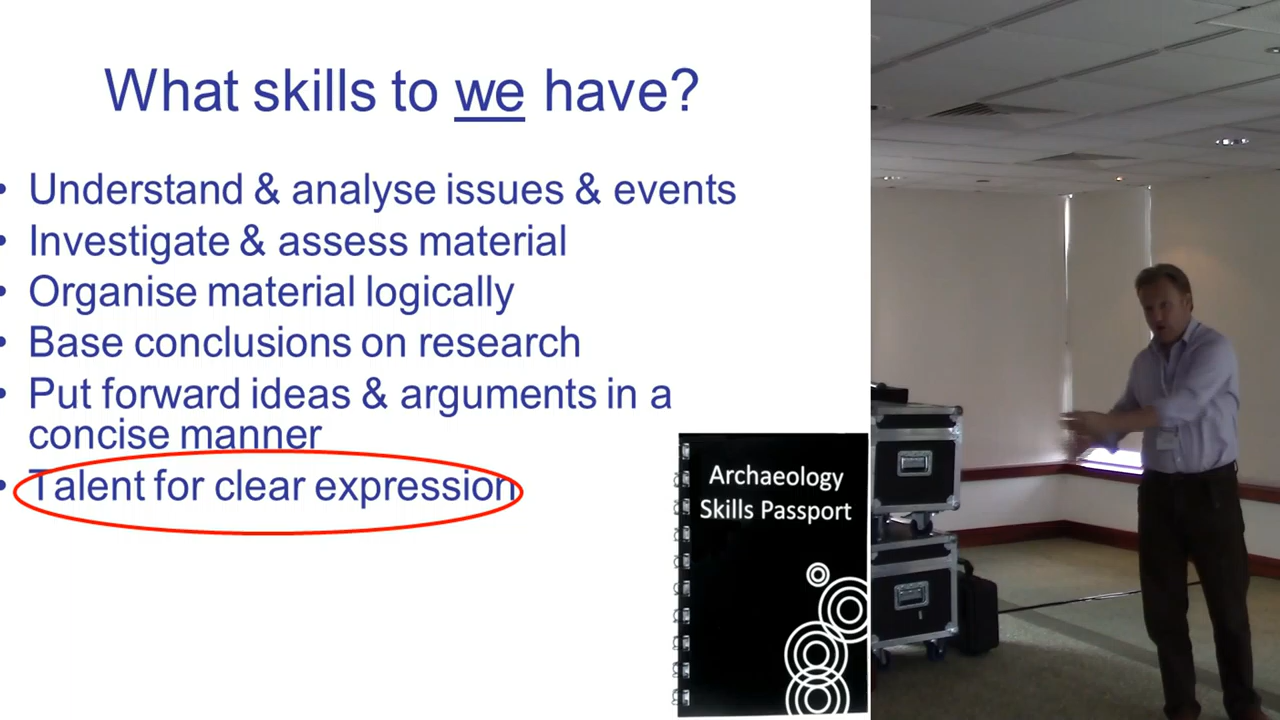 What skills to we have?
• Understand & analyse issues & events
• Investigate & assess material
• Organise material logically
• Base conclusions on research
• Put forward ideas & arguments in a
concise manner
• Talent for clear expression
Archaeology
Skills Passport